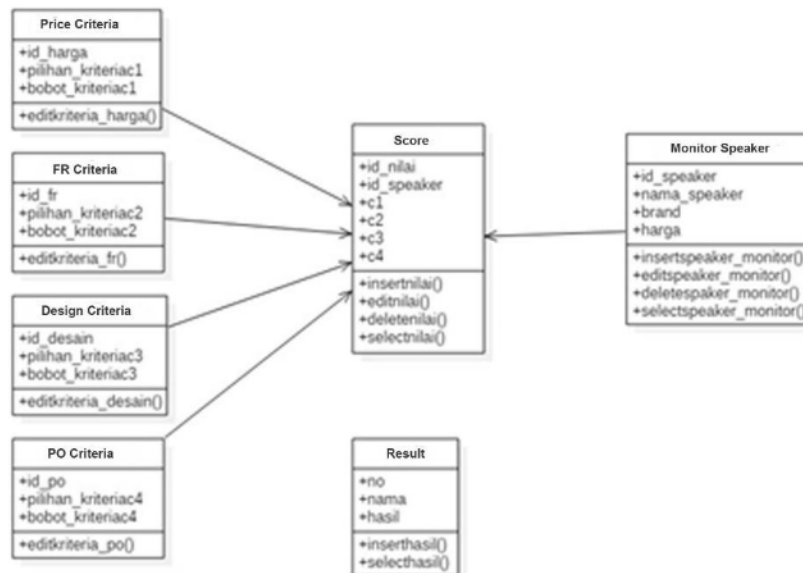 Price Criteria
+id_harga
+pilihan_kriteriac1
+bobot_kriteriac1
+editkriteria_harga()
FR Criteria
+id_fr
+pilihan_kriteriac2
+bobot_kriteriac2
+editkriteria_fr()
Design Criteria
+id_desain
+pilihan_kriteriac3
+bobot_kriteriac3
+editkriteria_desain()
PO Criteria
+id_po
+pilihan_kriteriac4
+bobot_kriteriac4
+editkriteria_po()
Score
+id_nilai
+id_speaker
+c1
+c2
+c3
+c4
+insertnilai()
+editnilai()
+deletenilai()
+selectnilai()
Result
+no
+nama
+hasil
+inserthasil()
+selecthasil()
Monitor Speaker
+id_speaker
+nama_speaker
+brand
+harga
+insertspeaker_monitor()
+editspeaker_monitor()
+deletespaker_monitor()
+selectspeaker_monitor()